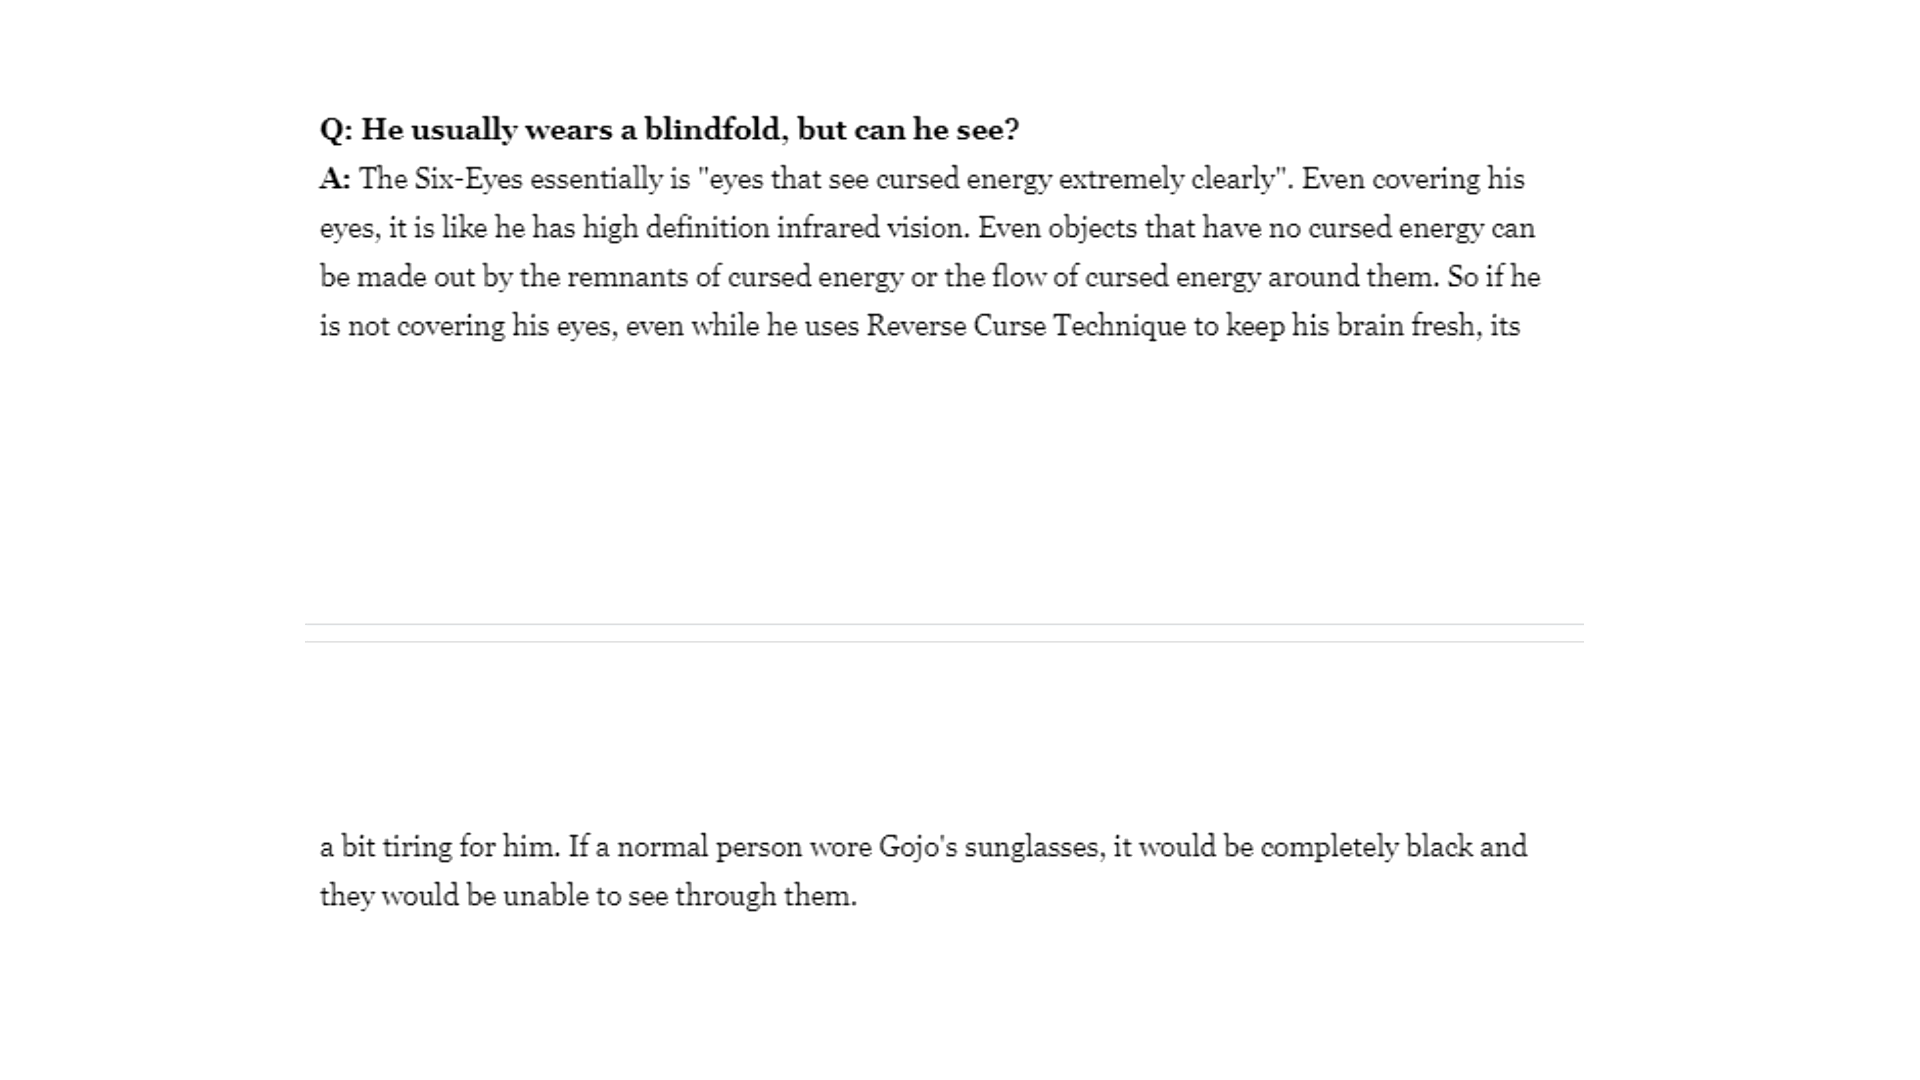 Q: He usually wears a blindfold, but can he see?
A: The Six-Eyes essentially is "eyes that see cursed energy extremely clearly". Even covering his
eyes, it is like he has high definition infrared vision. Even objects that have no cursed energy can
be made out by the remnants of cursed energy or the flow of cursed energy around them. So if he
is not covering his eyes, even while he uses Reverse Curse Technique to keep his brain fresh, its
a bit tiring for him. If a normal person wore Gojo's sunglasses, it would be completely black and
they would be unable to see through them.